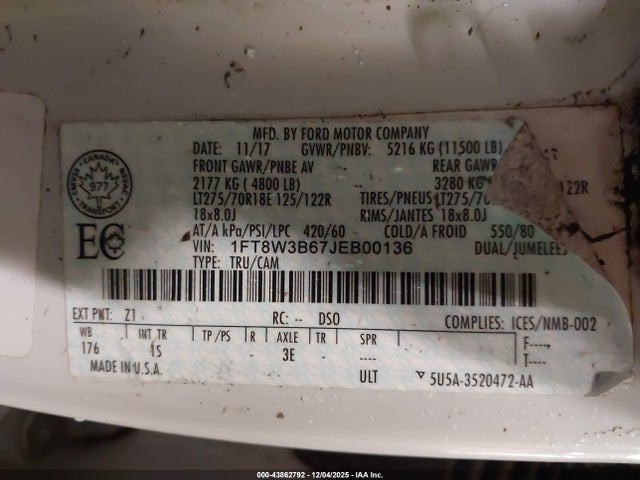 MFD. BY FORD MOTOR COMPANY
DATE: 11/17 GVWR/PNBV: 5216 KG (11500 LB)
FRONT GAWR/PNBE AV REAR GAWR
2177 KG ( 4800 LB) -- 3280 KG
LT275/70R18E 125/122R TIRES/PNEUS LT275/70 122R
18x8.0J RIMS/JANTES 18x8.0J
AT/A kPa/PSI/LPC 420/60 COLD/A FROID 550/80
VIN: 1FT8W3B67JEB00136 DUAL/JUMELEES
TYPE: TRU/CAM
CMVSS CANADA NSVAC
977
TRANSPORT
EC
EXT PNT: Z1 RC: -- DSO COMPLIES: ICES/NMB-002
WB INT TR TP/PS R AXLE TR SPR F----
176 1S 3E ---- T----
MADE IN U.S.A. ULT 5U5A-3520472-AA
000-43862792 - 12/04/2025 - IAA Inc.